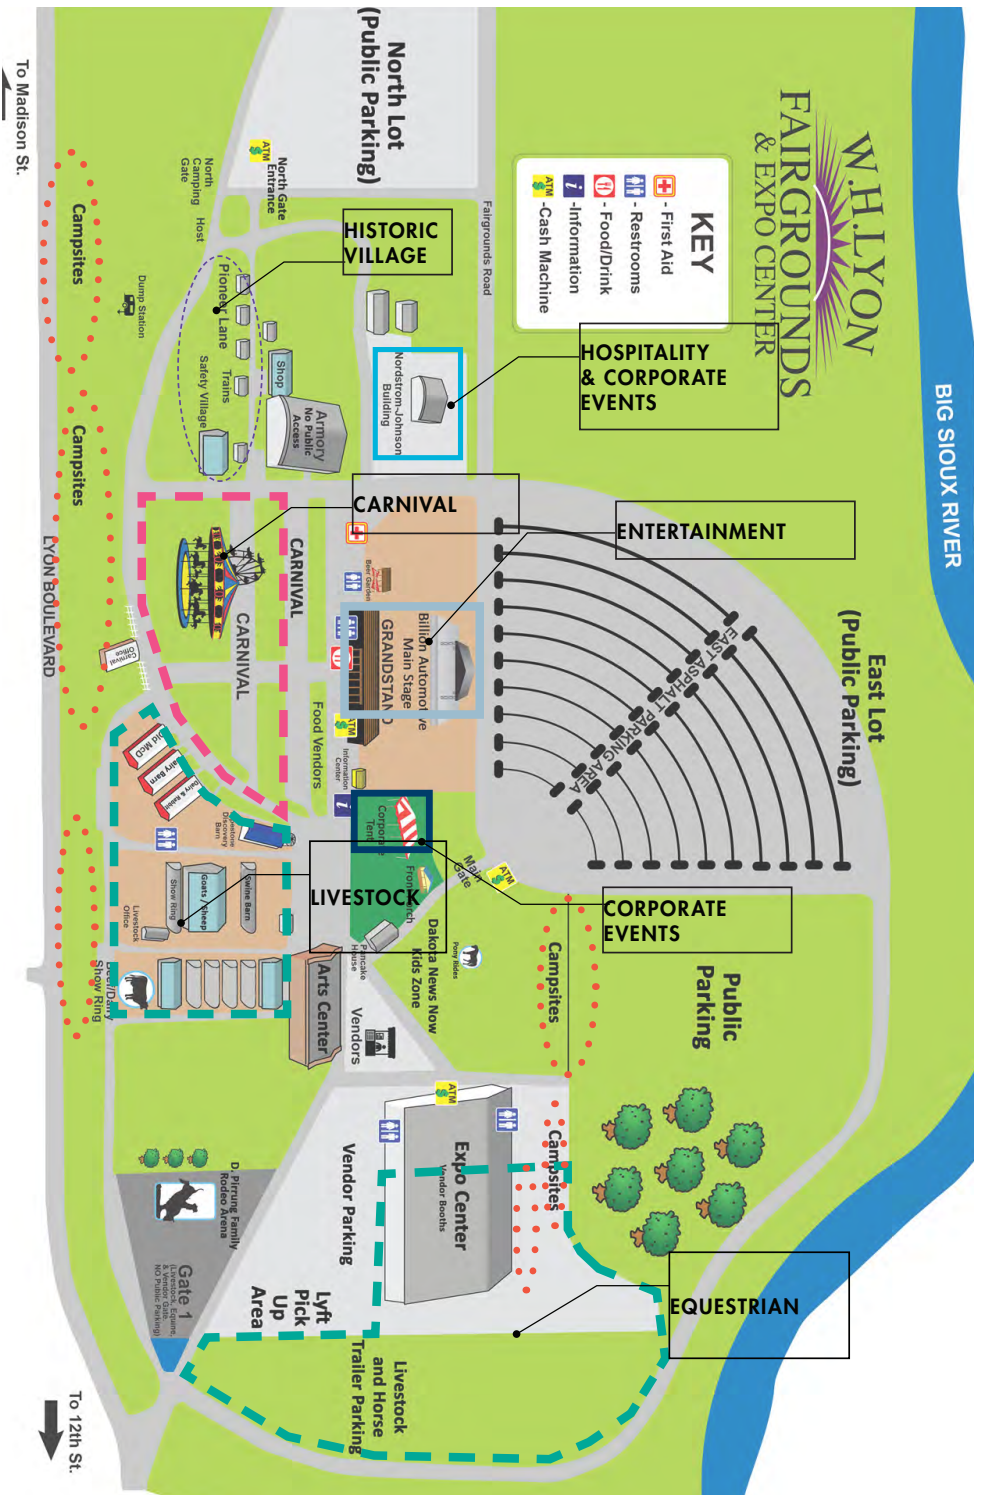 W.H.LYON
FAIRGROUNDS
& EXPO CENTER
KEY
- First Aid
- Restrooms
- Food/Drink
-Information
ATM
-Cash Machine
BIG SIOUX RIVER
North Lot
(Public Parking)
To Madison St.
ATM
North Gate
Entrance
North
Camping
Gate
Host
Fairgrounds Road
Campsites
Campsites
Dump Station
HISTORIC
VILLAGE
Pioneer Lane
Trains
Safety Village
Shop
Armory
No Public
Access
Nordstrom-Johnson
Building
HOSPITALITY
& CORPORATE
EVENTS
CARNIVAL
CARNIVAL
CARNIVAL
Carnival
Office
LYON BOULEVARD
ENTERTAINMENT
Beer Garden
Billion Automotive
Main Stage
GRANDSTAND
ATM
Information
Center
Food Vendors
EAST ASPHALT PARKING AREA
East Lot
(Public Parking)
Old McD
Dairy Barn
Discovery
Barn
LIVESTOCK
Show Ring
Goats / Sheep
Swine Barn
Livestock
Office
Beef/Dairy
Show Ring
Corporate
Tent
Front Porch
Main
Gate
ATM
CORPORATE
EVENTS
Dakota News Now
Kids Zone
Pony Rides
Pancake
House
Arts Center
Vendors
Campsites
Public
Parking
Campsites
ATM
Expo Center
Vendor Booths
Vendor Parking
D. Pirrung Family
Rodeo Arena
Gate 1
(Livestock, Equine,
& Vendor Gate.
NO Public Parking)
Lyft
Pick
Up
Area
EQUESTRIAN
Livestock
and Horse
Trailer Parking
To 12th St.